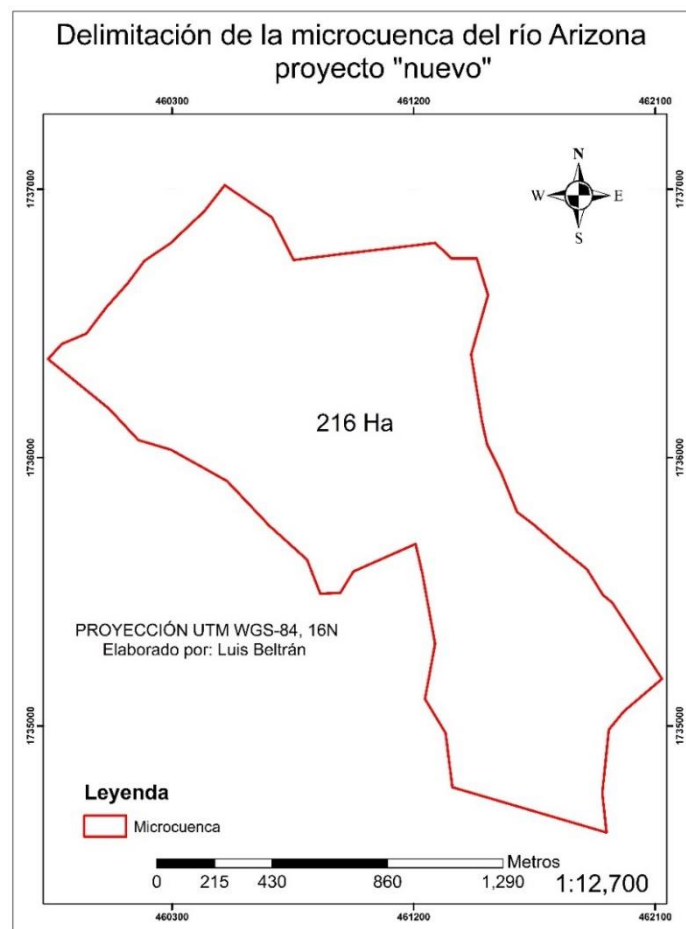 Delimitación de la microcuenca del río Arizona
proyecto "nuevo"
460300 461200 462100
1737000 1737000
N
W E
S
216 Ha
1736000 1736000
PROYECCIÓN UTM WGS-84, 16N
Elaborado por: Luis Beltrán
1735000 1735000
Leyenda
Microcuenca
Metros
0 215 430 860 1,290
1:12,700
460300 461200 462100